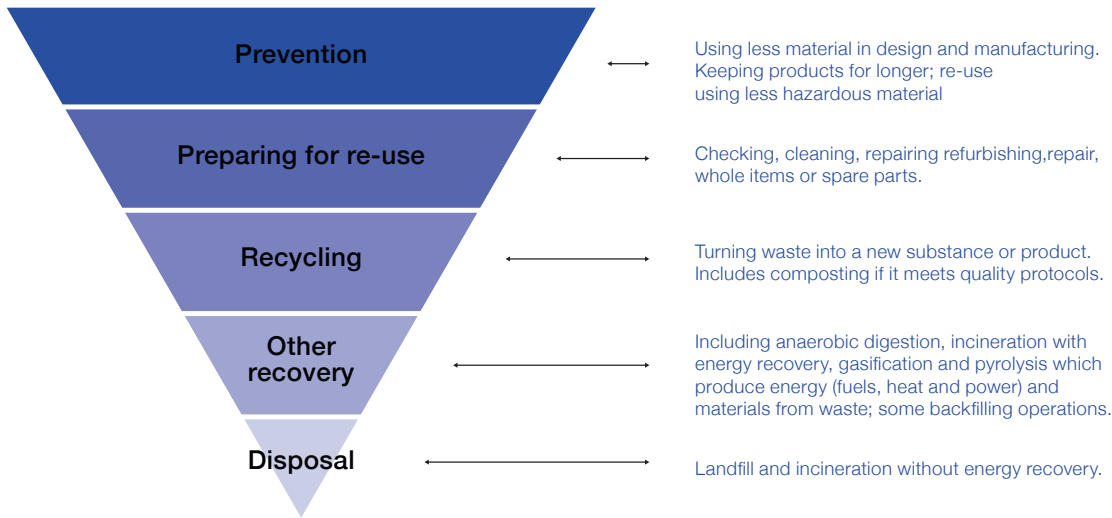 Prevention
Using less material in design and manufacturing.
Keeping products for longer; re-use
using less hazardous material
Preparing for re-use
Checking, cleaning, repairing refurbishing,repair,
whole items or spare parts.
Recycling
Turning waste into a new substance or product.
Includes composting if it meets quality protocols.
Other
recovery
Including anaerobic digestion, incineration with
energy recovery, gasification and pyrolysis which
produce energy (fuels, heat and power) and
materials from waste; some backfilling operations.
Disposal
Landfill and incineration without energy recovery.